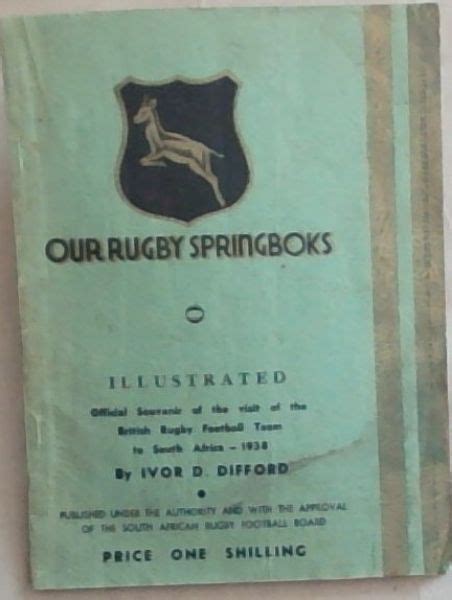 OUR RUGBY SPRINGBOKS
ILLUSTRATED
Official Souvenir of the visit of the
British Rugby Football Team
to South Africa – 1938
By IVOR D. DIFFORD
PUBLISHED UNDER THE AUTHORITY AND WITH THE APPROVAL
OF THE SOUTH AFRICAN RUGBY FOOTBALL BOARD
PRICE ONE SHILLING